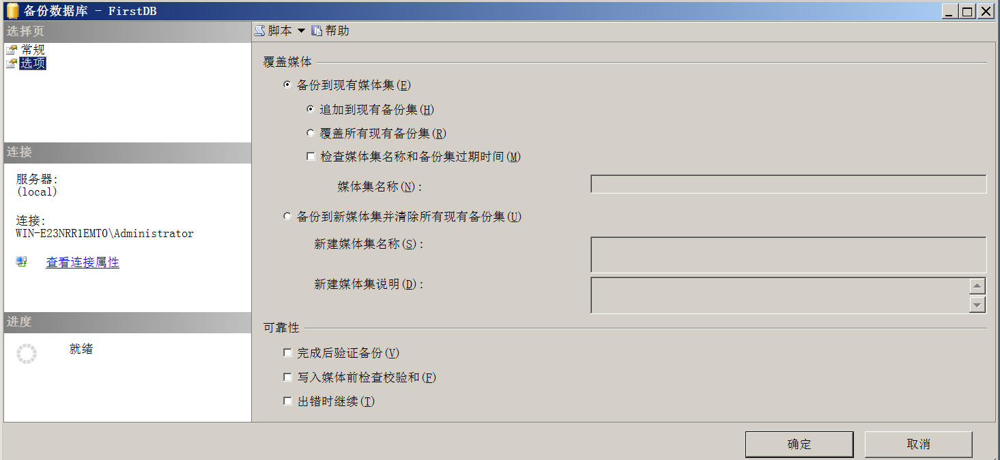 备份数据库 - FirstDB
选择页
常规
选项
连接
服务器:
(local)
连接:
WIN-E23NRR1EMT0\Administrator
查看连接属性
进度
就绪
脚本 帮助
覆盖媒体
备份到现有媒体集(E)
追加到现有备份集(H)
覆盖所有现有备份集(R)
检查媒体集名称和备份集过期时间(M)
媒体集名称(N):
备份到新媒体集并清除所有现有备份集(U)
新建媒体集名称(S):
新建媒体集说明(D):
可靠性
完成后验证备份(V)
写入媒体前检查校验和(F)
出错时继续(T)
确定 取消